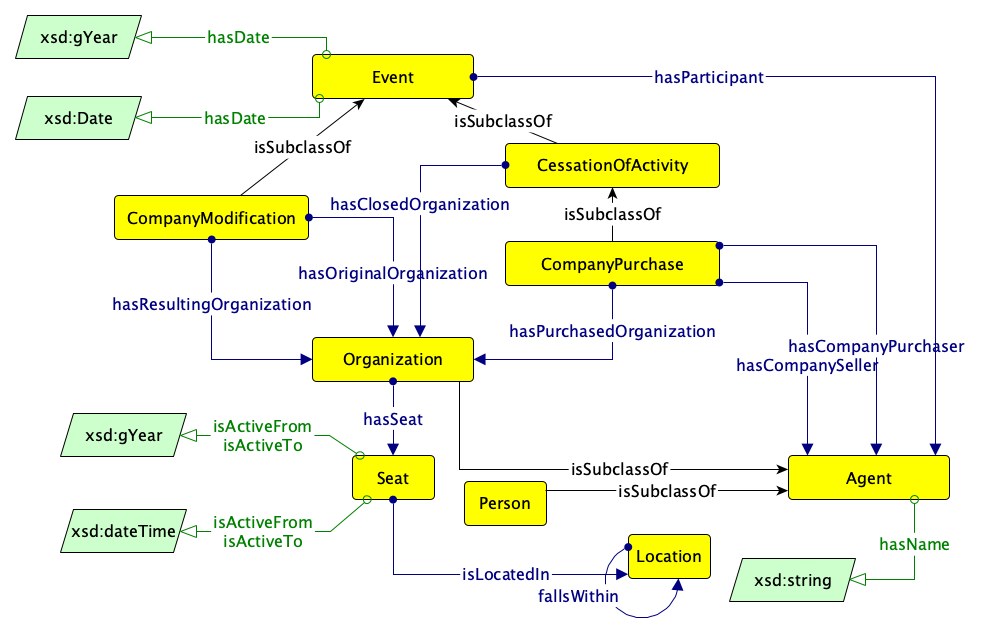 xsd:gYear
hasDate
Event
hasParticipant
xsd:Date
hasDate
isSubclassOf
isSubclassOf
CessationOfActivity
hasClosedOrganization
CompanyModification
isSubclassOf
CompanyPurchase
hasOriginalOrganization
hasResultingOrganization
hasPurchasedOrganization
hasCompanyPurchaser
hasCompanySeller
Organization
hasSeat
xsd:gYear
isActiveFrom
isActiveTo
isSubclassOf
Seat
Agent
isSubclassOf
Person
xsd:dateTime
isActiveFrom
isActiveTo
hasName
Location
isLocatedIn
xsd:string
fallsWithin